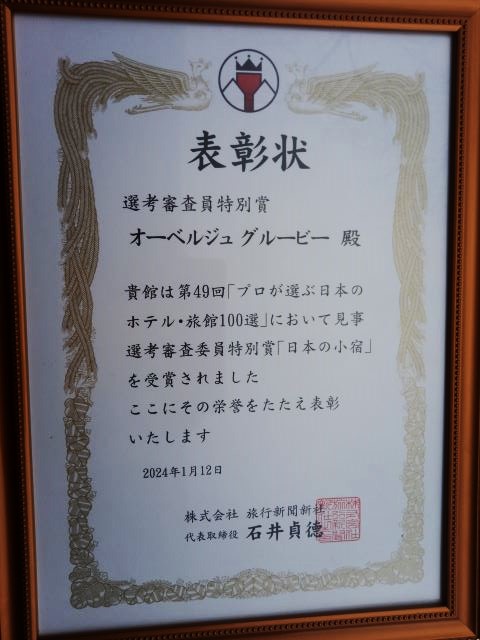 表彰状
選考審査員特別賞
オーベルジュ グルービー 殿
貴館は第49回「プロが選ぶ日本の
ホテル・旅館100選」において見事
選考審査委員特別賞「日本の小宿」
を受賞されました
ここにその栄誉をたたえ表彰
いたします
2024年1月12日
株式会社 旅行新聞新社
代表取締役 石井貞德